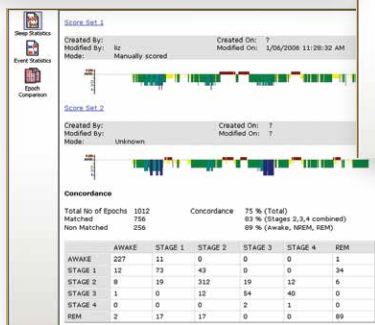 Sleep Statistics
Event Statistics
Epoch
Comparison
Score Set 1
Created By: Created On: ?
Modified By: liz Modified On: 1/06/2006 11:28:32 AM
Mode: Manually scored
Score Set 2
Created By: Created On: ?
Modified By: Modified On: ?
Mode: Unknown
Concordance
Total No of Epochs 1012 Concordance 75 % (Total)
Matched 756 83 % (Stages 2,3,4 combined)
Non Matched 256 89 % (Awake, NREM, REM)
AWAKE STAGE 1 STAGE 2 STAGE 3 STAGE 4 REM
AWAKE 227 11 0 0 0 1
STAGE 1 12 73 43 0 0 34
STAGE 2 8 19 312 19 12 6
STAGE 3 1 0 12 54 40 0
STAGE 4 0 0 0 2 1 0
REM 2 17 17 0 0 89